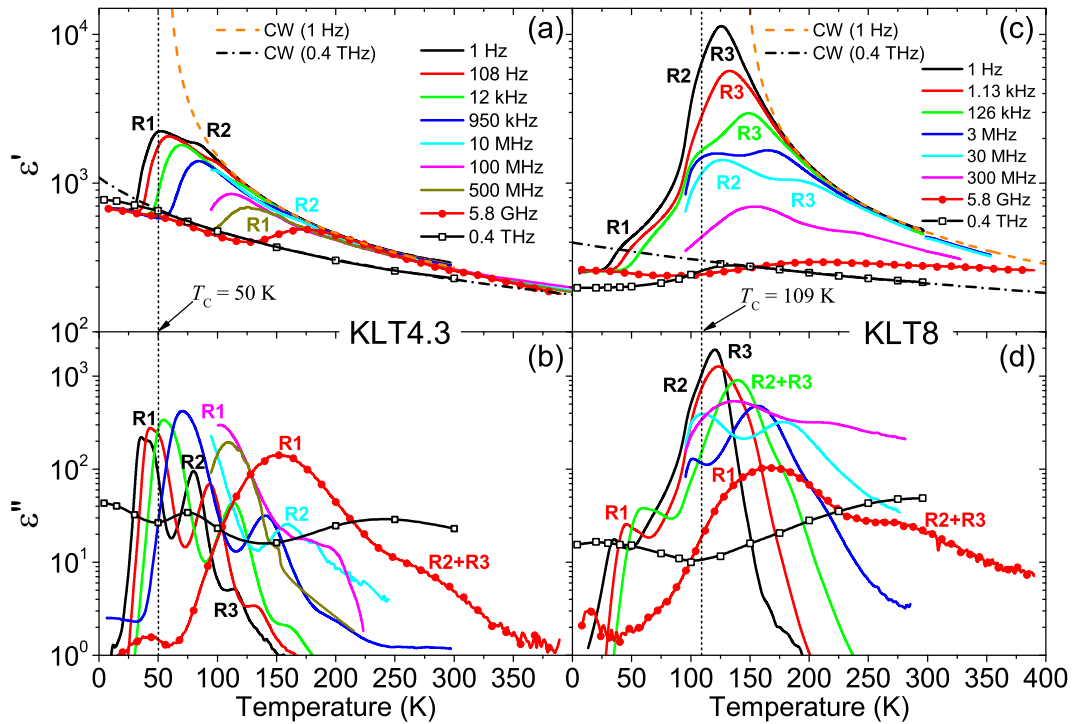 (a)
CW (1 Hz)
CW (0.4 THz)
1 Hz
108 Hz
12 kHz
950 kHz
10 MHz
100 MHz
500 MHz
5.8 GHz
0.4 THz
R1
R2
R2
R1
10⁴
10³
10²
ε'
T_C = 50 K
KLT4.3
(c)
CW (1 Hz)
CW (0.4 THz)
1 Hz
1.13 kHz
126 kHz
3 MHz
30 MHz
300 MHz
5.8 GHz
0.4 THz
R3
R2
R3
R3
R2
R3
R1
T_C = 109 K
KLT8
(b)
R1
R1
R2
R1
R2
R3
R2+R3
10³
10²
10¹
10⁰
ε"
0 50 100 150 200 250 300 350
Temperature (K)
(d)
R3
R2
R2+R3
R1
R1
R2+R3
0 50 100 150 200 250 300 350 400
Temperature (K)